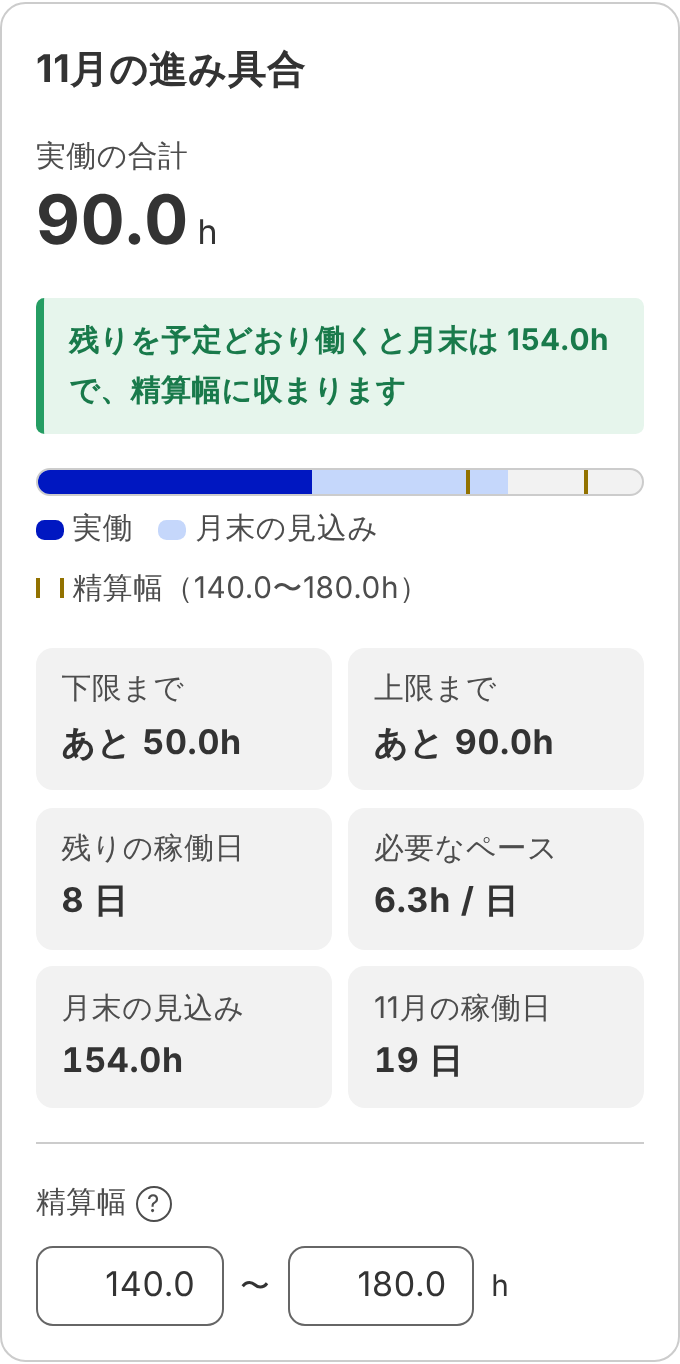 11月の進み具合
実働の合計
90.0 h
残りを予定どおり働くと月末は 154.0h
で、精算幅に収まります
実働 月末の見込み
精算幅（140.0〜180.0h）
下限まで 上限まで
あと 50.0h あと 90.0h
残りの稼働日 必要なペース
8 日 6.3h / 日
月末の見込み 11月の稼働日
154.0h 19 日
精算幅 ?
140.0 〜 180.0 h